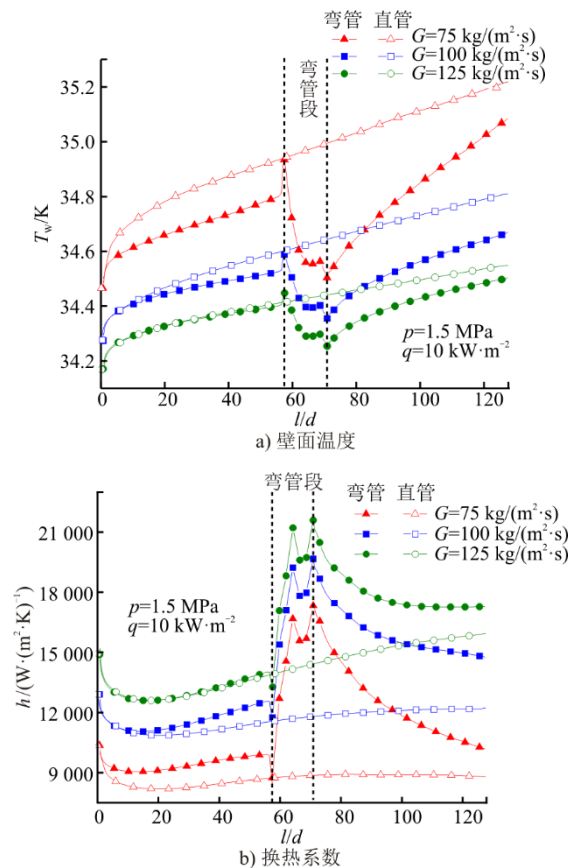 弯管 直管
G=75 kg/(m²·s)
G=100 kg/(m²·s)
G=125 kg/(m²·s)
弯管段
35.2
35.0
34.8
34.6
34.4
34.2
T_w/K
p=1.5 MPa
q=10 kW·m⁻²
0 20 40 60 80 100 120
l/d
a) 壁面温度
弯管段
弯管 直管
G=75 kg/(m²·s)
G=100 kg/(m²·s)
G=125 kg/(m²·s)
21 000
18 000
15 000
12 000
9 000
h/(W·(m²·K)⁻¹)
p=1.5 MPa
q=10 kW·m⁻²
0 20 40 60 80 100 120
l/d
b) 换热系数